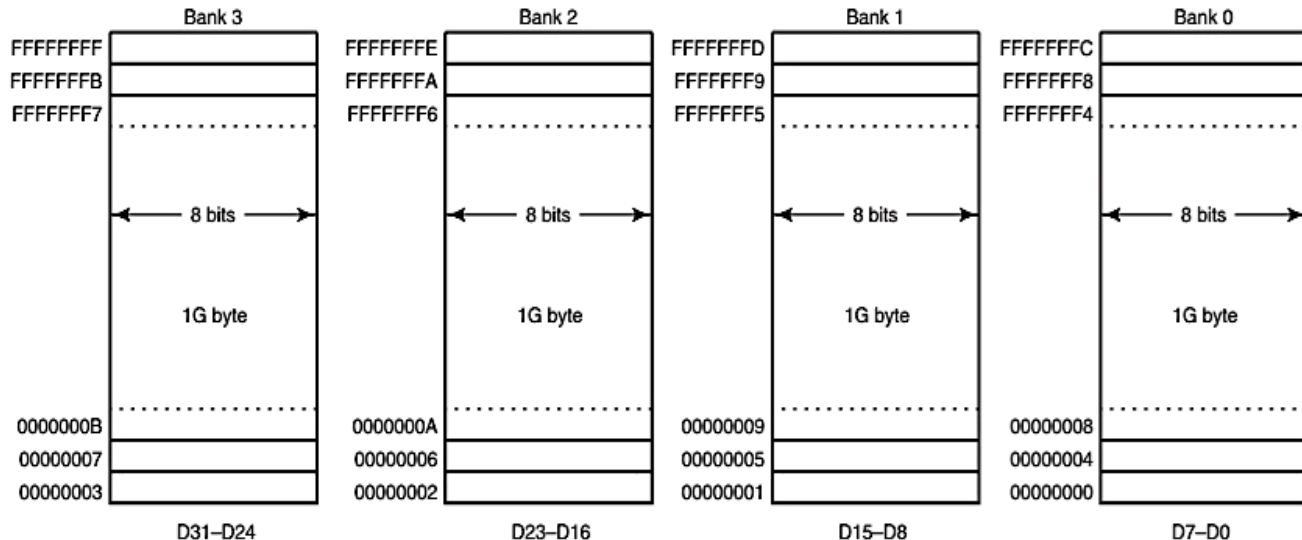 Bank 3 Bank 2 Bank 1 Bank 0
FFFFFFFF FFFFFFFE FFFFFFFD FFFFFFFC
FFFFFFFB FFFFFFFA FFFFFFF9 FFFFFFF8
FFFFFFF7 FFFFFFF6 FFFFFFF5 FFFFFFF4
8 bits 8 bits 8 bits 8 bits
1G byte 1G byte 1G byte 1G byte
0000000B 0000000A 00000009 00000008
00000007 00000006 00000005 00000004
00000003 00000002 00000001 00000000
D31–D24 D23–D16 D15–D8 D7–D0